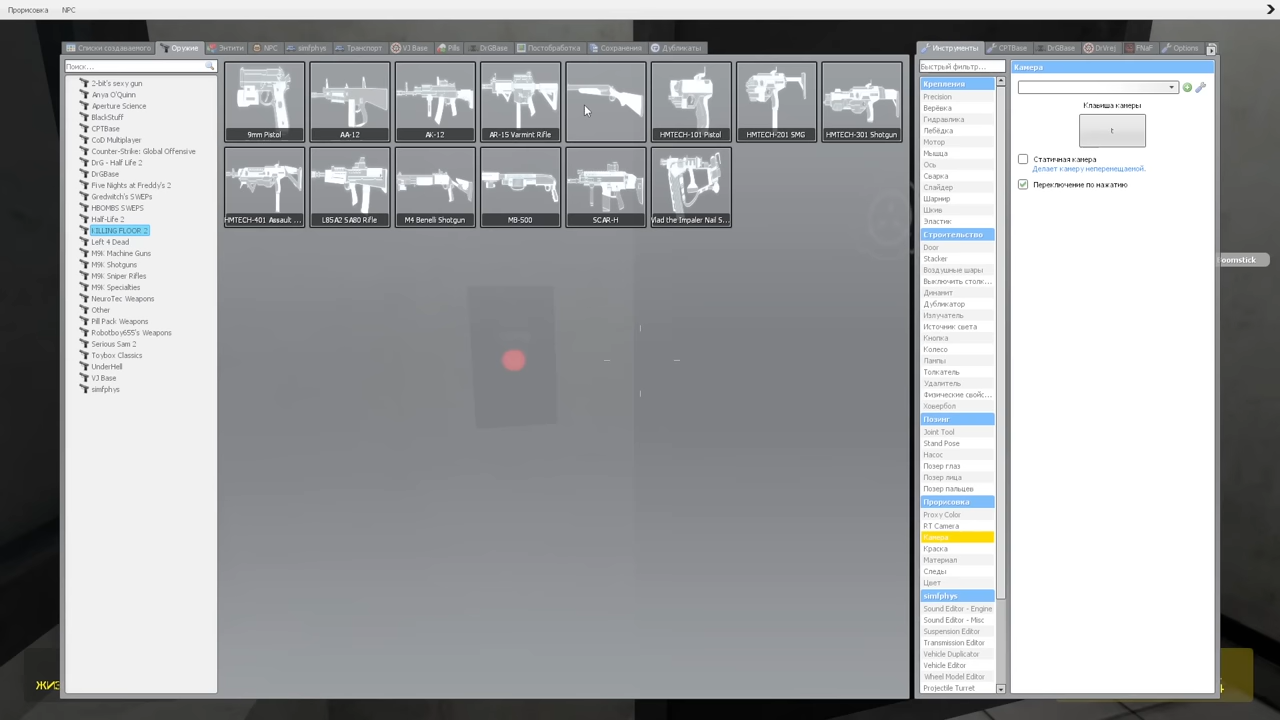 Прорисовка NPC
Списки создаваемого Оружие Энтити NPC simfphys Транспорт VJ Base Pills DrGBase Постобработка Сохранения Дубликаты
Поиск...
2-bit's sexy gun
Anya O'Quinn
Aperture Science
BlackStuff
CPTBase
CoD Multiplayer
Counter-Strike: Global Offensive
DrG - Half Life 2
DrGBase
Five Nights at Freddy's 2
Gredwitch's SWEPs
HBOMBS SWEPS
Half-Life 2
KILLING FLOOR 2
Left 4 Dead
M9K Machine Guns
M9K Shotguns
M9K Sniper Rifles
M9K Specialties
NeuroTec Weapons
Other
Pill Pack Weapons
Robotboy655's Weapons
Serious Sam 2
Toybox Classics
UnderHell
VJ Base
simfphys
9mm Pistol AA-12 AK-12 AR-15 Varmint Rifle HMTECH-101 Pistol HMTECH-201 SMG HMTECH-301 Shotgun
HMTECH-401 Assault ... L85A2 SA80 Rifle M4 Benelli Shotgun MB-500 SCAR-H Vlad the Impaler Nail S...
Инструменты CPTBase DrGBase DrVrej FNaF Options
Быстрый фильтр...
Крепления
Precision
Верёвка
Гидравлика
Лебёдка
Мотор
Мышца
Ось
Сварка
Слайдер
Шарнир
Шкив
Эластик
Строительство
Door
Stacker
Воздушные шары
Выключить столк...
Динамит
Дубликатор
Излучатель
Источник света
Кнопка
Колесо
Лампы
Толкатель
Удалитель
Физические свойс...
Ховербол
Позинг
Joint Tool
Stand Pose
Насос
Позер глаз
Позер лица
Позер пальцев
Прорисовка
Proxy Color
RT Camera
Камера
Краска
Материал
Следы
Цвет
simfphys
Sound Editor - Engine
Sound Editor - Misc
Suspension Editor
Transmission Editor
Vehicle Duplicator
Vehicle Editor
Wheel Model Editor
Projectile Turret
Камера
Клавиша камеры
t
Статичная камера
Делает камеру неперемещаемой.
Переключение по нажатию
oomstick
ЖИЗ